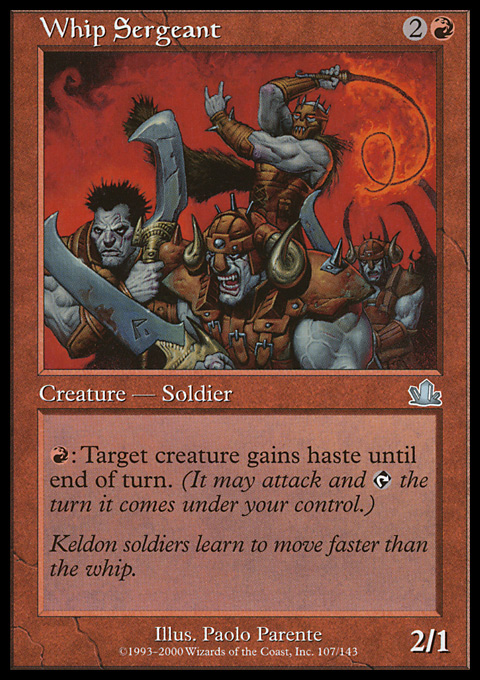 Whip Sergeant 2
Creature — Soldier
: Target creature gains haste until
end of turn. (It may attack and the
turn it comes under your control.)
Keldon soldiers learn to move faster than
the whip.
Illus. Paolo Parente
©1993-2000 Wizards of the Coast, Inc. 107/143
2/1